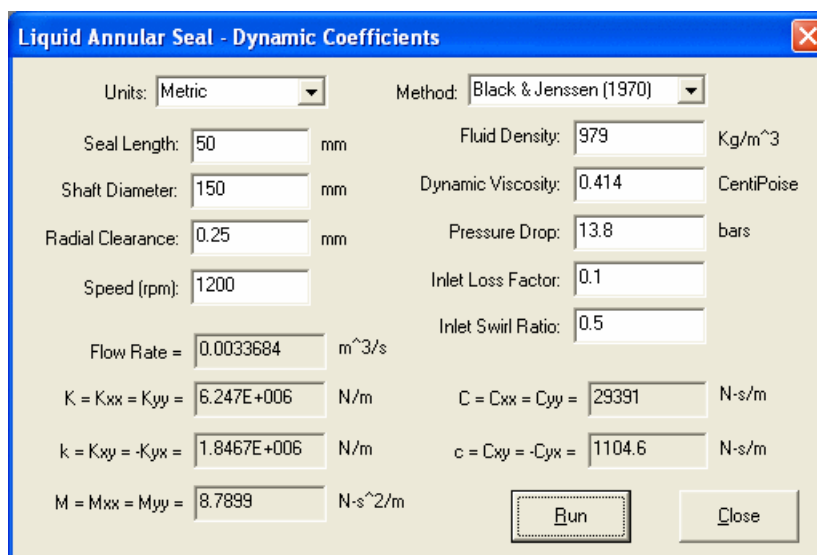 Liquid Annular Seal - Dynamic Coefficients
Units: Metric Method: Black & Jenssen (1970)
Seal Length: 50 mm Fluid Density: 979 Kg/m^3
Shaft Diameter: 150 mm Dynamic Viscosity: 0.414 CentiPoise
Radial Clearance: 0.25 mm Pressure Drop: 13.8 bars
Speed (rpm): 1200 Inlet Loss Factor: 0.1
Inlet Swirl Ratio: 0.5
Flow Rate = 0.0033684 m^3/s
K = Kxx = Kyy = 6.247E+006 N/m C = Cxx = Cyy = 29391 N-s/m
k = Kxy = -Kyx = 1.8467E+006 N/m c = Cxy = -Cyx = 1104.6 N-s/m
M = Mxx = Myy = 8.7899 N-s^2/m Run Close